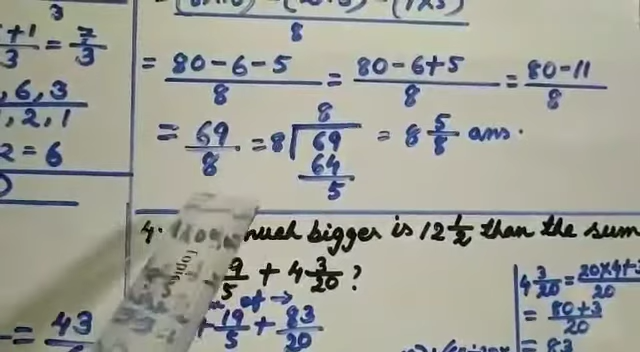 3
8
+1/3 = 7/3
= 80-6-5/8 = 80-6+5/8 = 80-11/8
, 6, 3
, 2, 1
= 69/8 = 8√69 8 64 5 = 8 5/8 ans.
2 = 6
4. much bigger is 12 1/2 than the sum
9/5 + 4 3/20 ?
4 3/20 = 20×4+3/20
of →
= 43 + 19/5 + 83/20
= 80+3/20
= 83